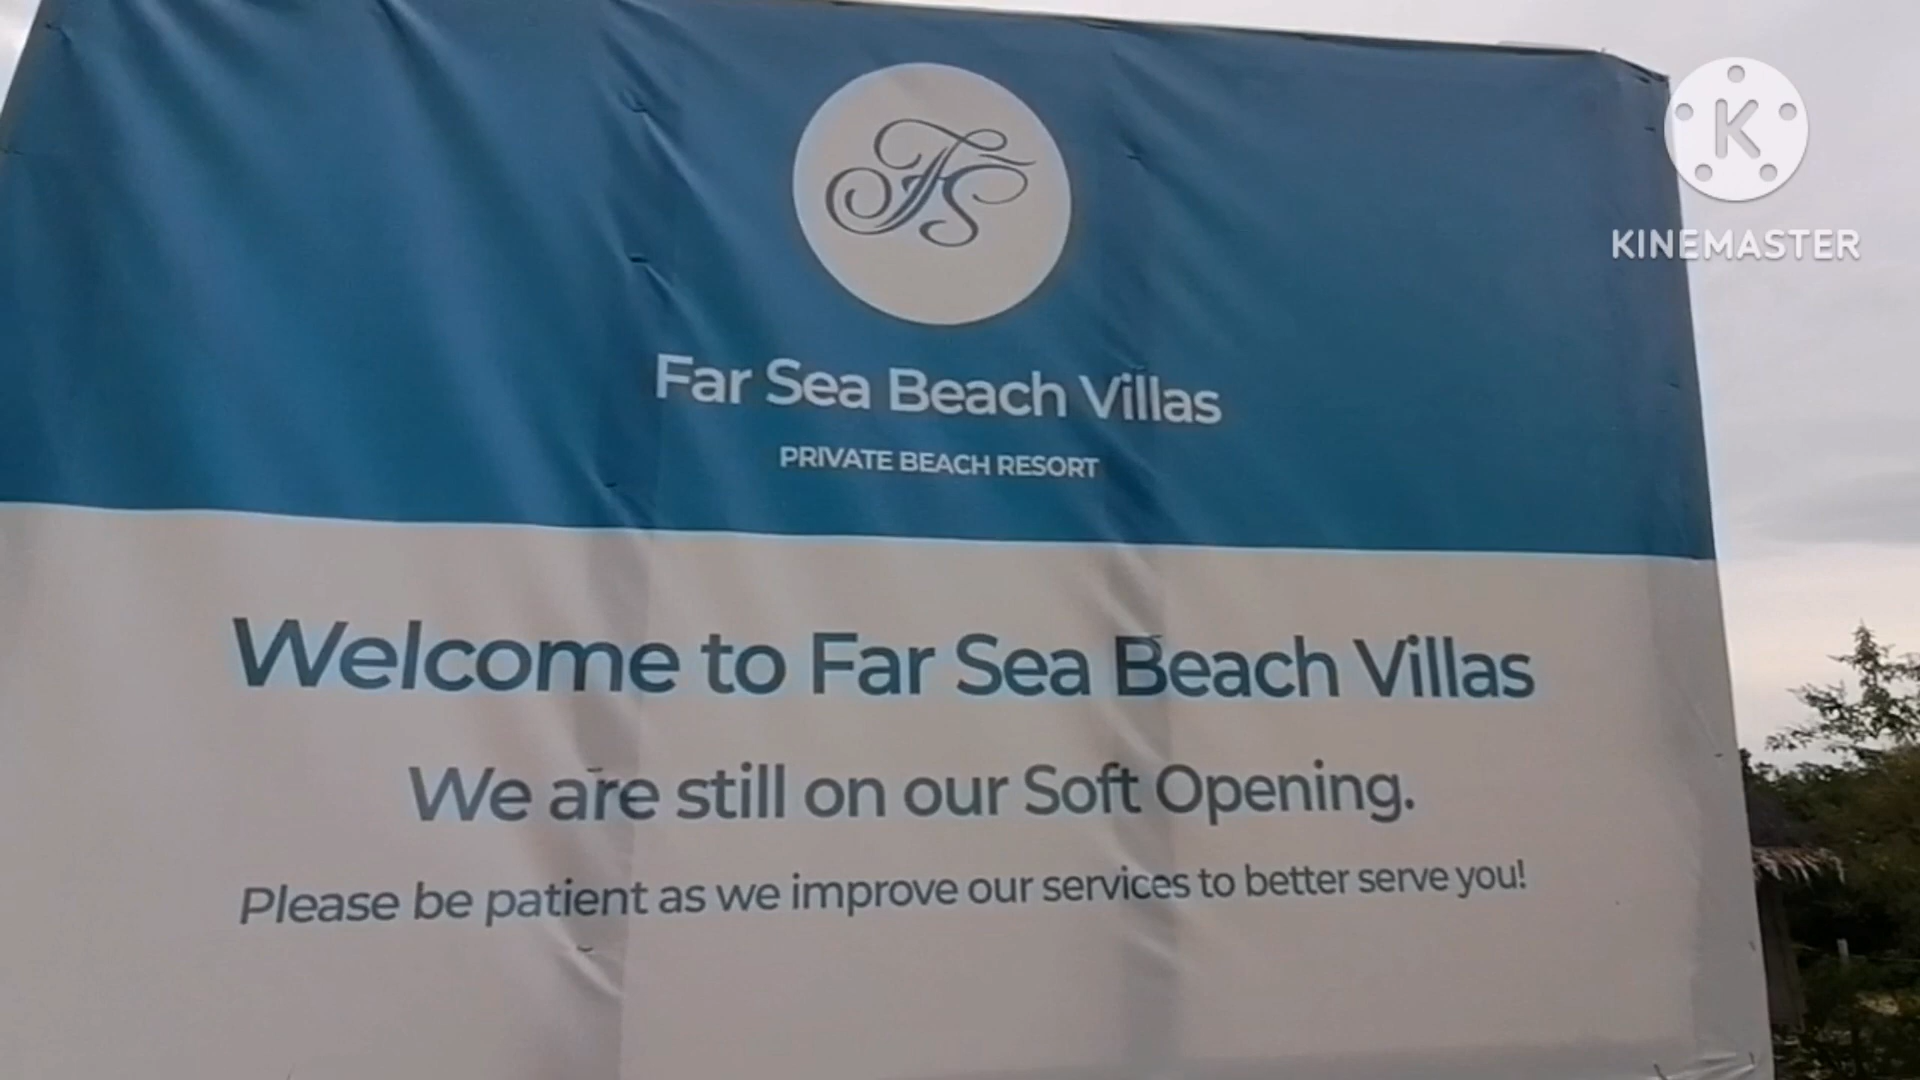 FS
K
KINEMASTER
Far Sea Beach Villas
PRIVATE BEACH RESORT
Welcome to Far Sea Beach Villas
We are still on our Soft Opening.
Please be patient as we improve our services to better serve you!